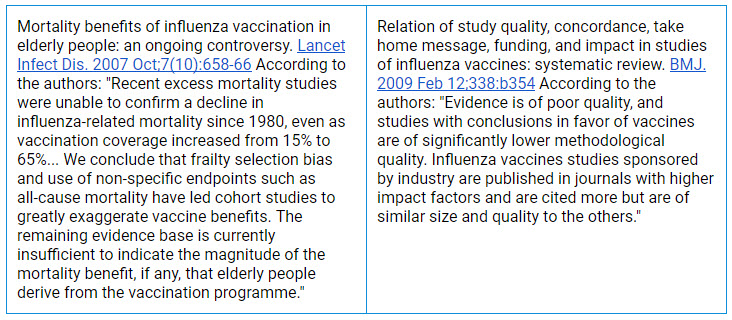 Mortality benefits of influenza vaccination in
elderly people: an ongoing controversy. Lancet
Infect Dis. 2007 Oct;7(10):658-66 According to
the authors: "Recent excess mortality studies
were unable to confirm a decline in
influenza-related mortality since 1980, even as
vaccination coverage increased from 15% to
65%... We conclude that frailty selection bias
and use of non-specific endpoints such as
all-cause mortality have led cohort studies to
greatly exaggerate vaccine benefits. The
remaining evidence base is currently
insufficient to indicate the magnitude of the
mortality benefit, if any, that elderly people
derive from the vaccination programme."
Relation of study quality, concordance, take
home message, funding, and impact in studies
of influenza vaccines: systematic review. BMJ.
2009 Feb 12;338:b354 According to the
authors: "Evidence is of poor quality, and
studies with conclusions in favor of vaccines
are of significantly lower methodological
quality. Influenza vaccines studies sponsored
by industry are published in journals with higher
impact factors and are cited more but are of
similar size and quality to the others."